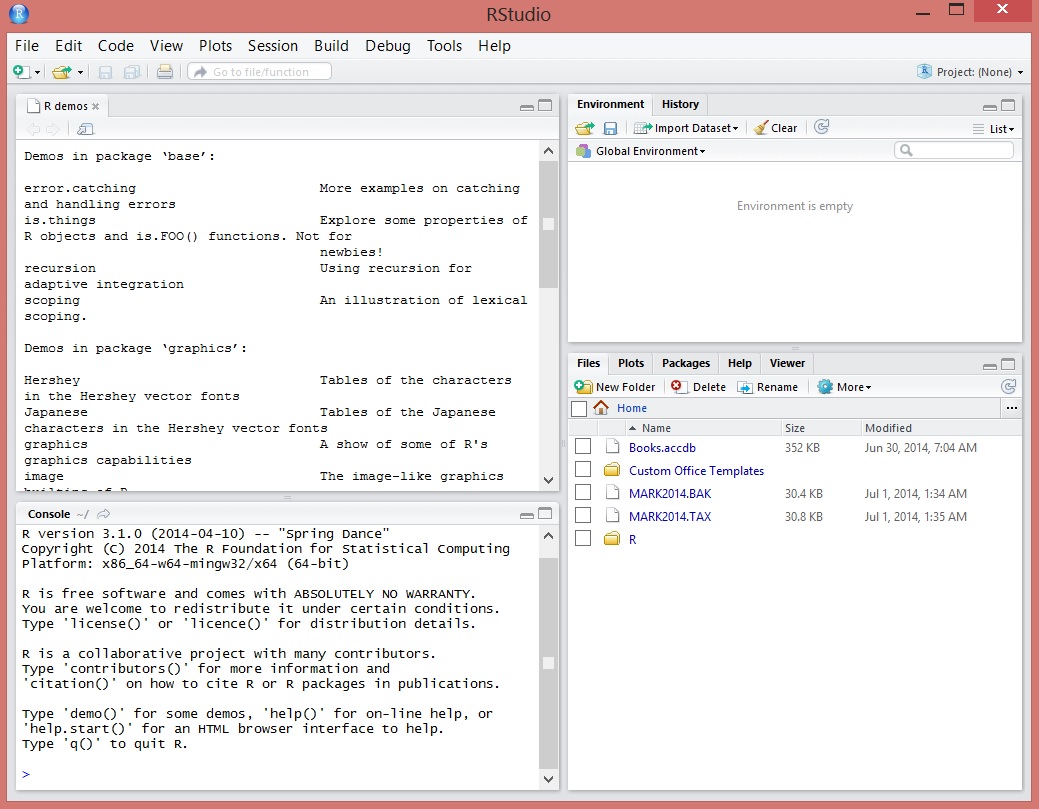 RStudio
File Edit Code View Plots Session Build Debug Tools Help
Go to file/function Project: (None)
R demos
Demos in package ‘base’:
error.catching More examples on catching
and handling errors
is.things Explore some properties of
R objects and is.FOO() functions. Not for
newbies!
recursion Using recursion for
adaptive integration
scoping An illustration of lexical
scoping.
Demos in package ‘graphics’:
Hershey Tables of the characters
in the Hershey vector fonts
Japanese Tables of the Japanese
characters in the Hershey vector fonts
graphics A show of some of R's
graphics capabilities
image The image-like graphics
Console ~/
R version 3.1.0 (2014-04-10) -- "Spring Dance"
Copyright (C) 2014 The R Foundation for Statistical Computing
Platform: x86_64-w64-mingw32/x64 (64-bit)
R is free software and comes with ABSOLUTELY NO WARRANTY.
You are welcome to redistribute it under certain conditions.
Type 'license()' or 'licence()' for distribution details.
R is a collaborative project with many contributors.
Type 'contributors()' for more information and
'citation()' on how to cite R or R packages in publications.
Type 'demo()' for some demos, 'help()' for on-line help, or
'help.start()' for an HTML browser interface to help.
Type 'q()' to quit R.
>
Environment History
Import Dataset Clear List
Global Environment
Environment is empty
Files Plots Packages Help Viewer
New Folder Delete Rename More
Home ...
Name Size Modified
Books.accdb 352 KB Jun 30, 2014, 7:04 AM
Custom Office Templates
MARK2014.BAK 30.4 KB Jul 1, 2014, 1:34 AM
MARK2014.TAX 30.8 KB Jul 1, 2014, 1:35 AM
R